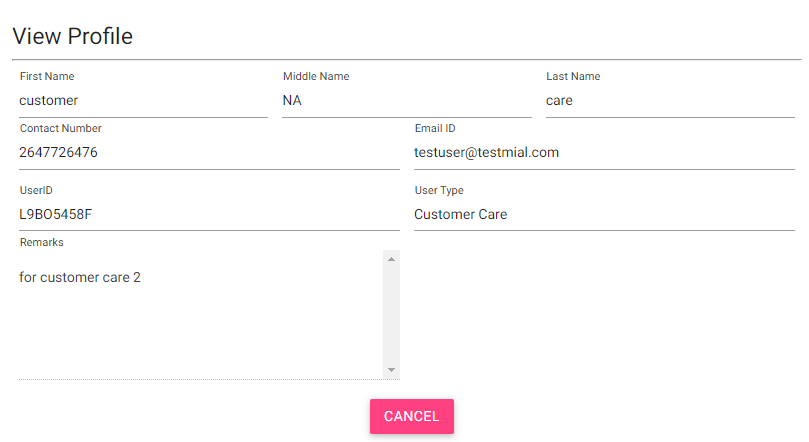 View Profile
First Name Middle Name Last Name
customer NA care
Contact Number Email ID
2647726476 testuser@testmial.com
UserID User Type
L9BO5458F Customer Care
Remarks
for customer care 2
CANCEL